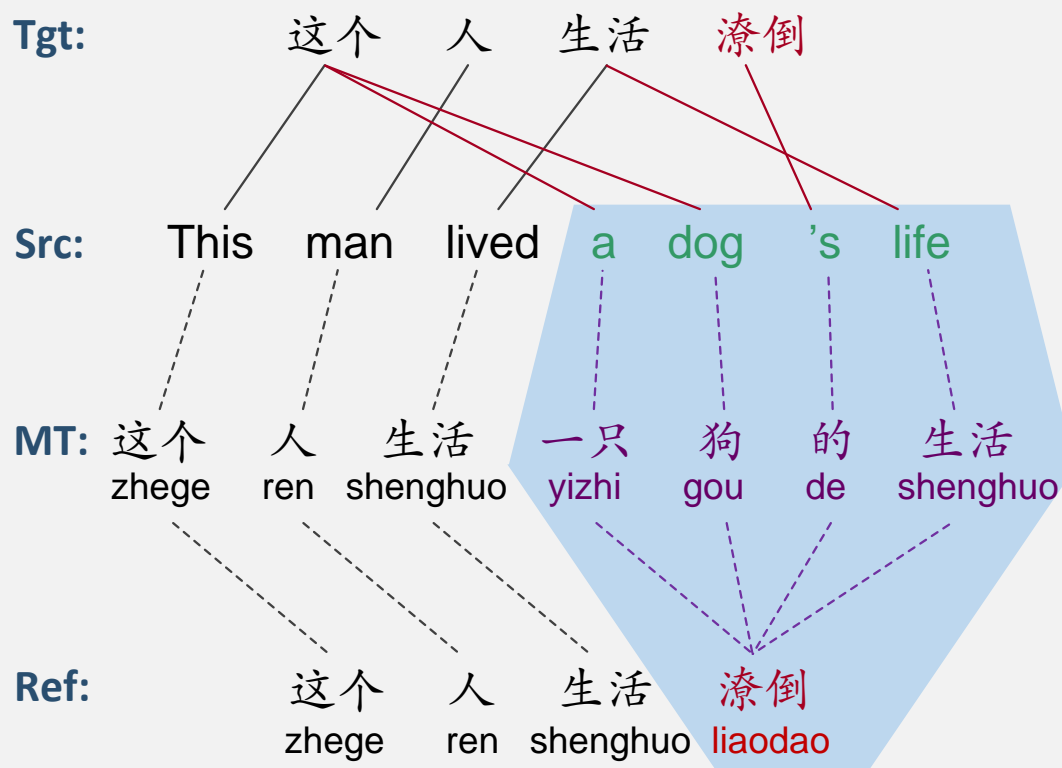 Tgt: 这个 人 生活 潦倒
Src: This man lived a dog 's life
MT: 这个 人 生活 一只 狗 的 生活
zhege ren shenghuo yizhi gou de shenghuo
Ref: 这个 人 生活 潦倒
zhege ren shenghuo liaodao